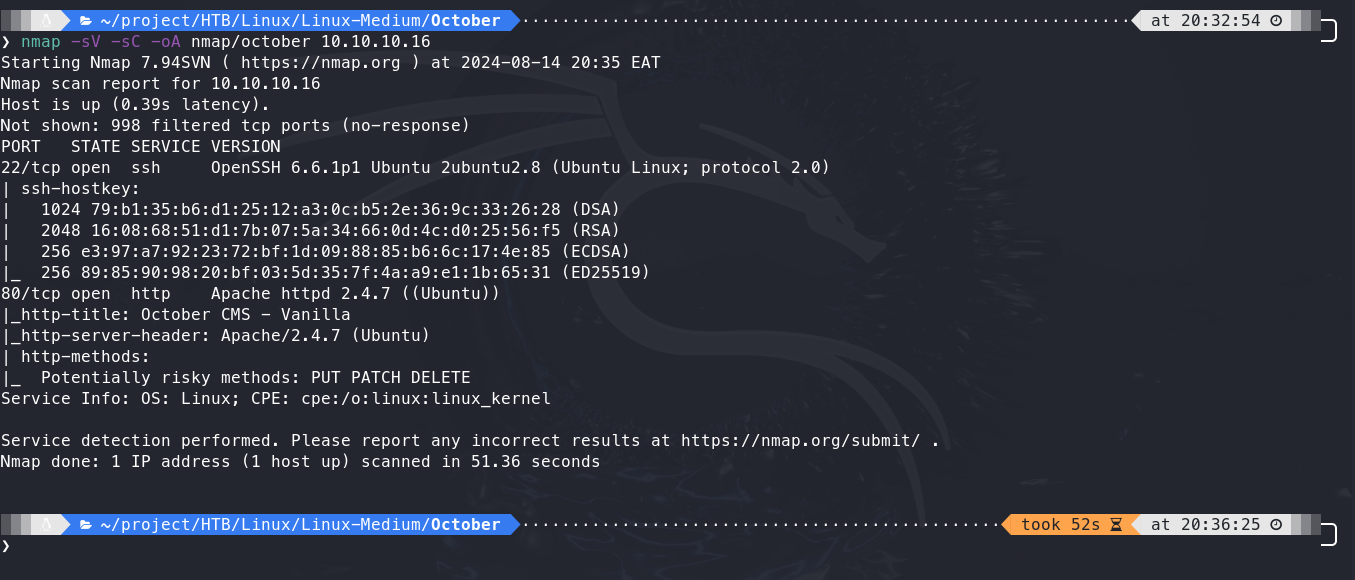 ~/project/HTB/Linux/Linux-Medium/October at 20:32:54
❯ nmap -sV -sC -oA nmap/october 10.10.10.16
Starting Nmap 7.94SVN ( https://nmap.org ) at 2024-08-14 20:35 EAT
Nmap scan report for 10.10.10.16
Host is up (0.39s latency).
Not shown: 998 filtered tcp ports (no-response)
PORT   STATE SERVICE VERSION
22/tcp open  ssh     OpenSSH 6.6.1p1 Ubuntu 2ubuntu2.8 (Ubuntu Linux; protocol 2.0)
| ssh-hostkey:
|   1024 79:b1:35:b6:d1:25:12:a3:0c:b5:2e:36:9c:33:26:28 (DSA)
|   2048 16:08:68:51:d1:7b:07:5a:34:66:0d:4c:d0:25:56:f5 (RSA)
|   256 e3:97:a7:92:23:72:bf:1d:09:88:85:b6:6c:17:4e:85 (ECDSA)
|_  256 89:85:90:98:20:bf:03:5d:35:7f:4a:a9:e1:1b:65:31 (ED25519)
80/tcp open  http    Apache httpd 2.4.7 ((Ubuntu))
|_http-title: October CMS - Vanilla
|_http-server-header: Apache/2.4.7 (Ubuntu)
| http-methods:
|_  Potentially risky methods: PUT PATCH DELETE
Service Info: OS: Linux; CPE: cpe:/o:linux:linux_kernel
Service detection performed. Please report any incorrect results at https://nmap.org/submit/ .
Nmap done: 1 IP address (1 host up) scanned in 51.36 seconds
~/project/HTB/Linux/Linux-Medium/October took 52s at 20:36:25
❯